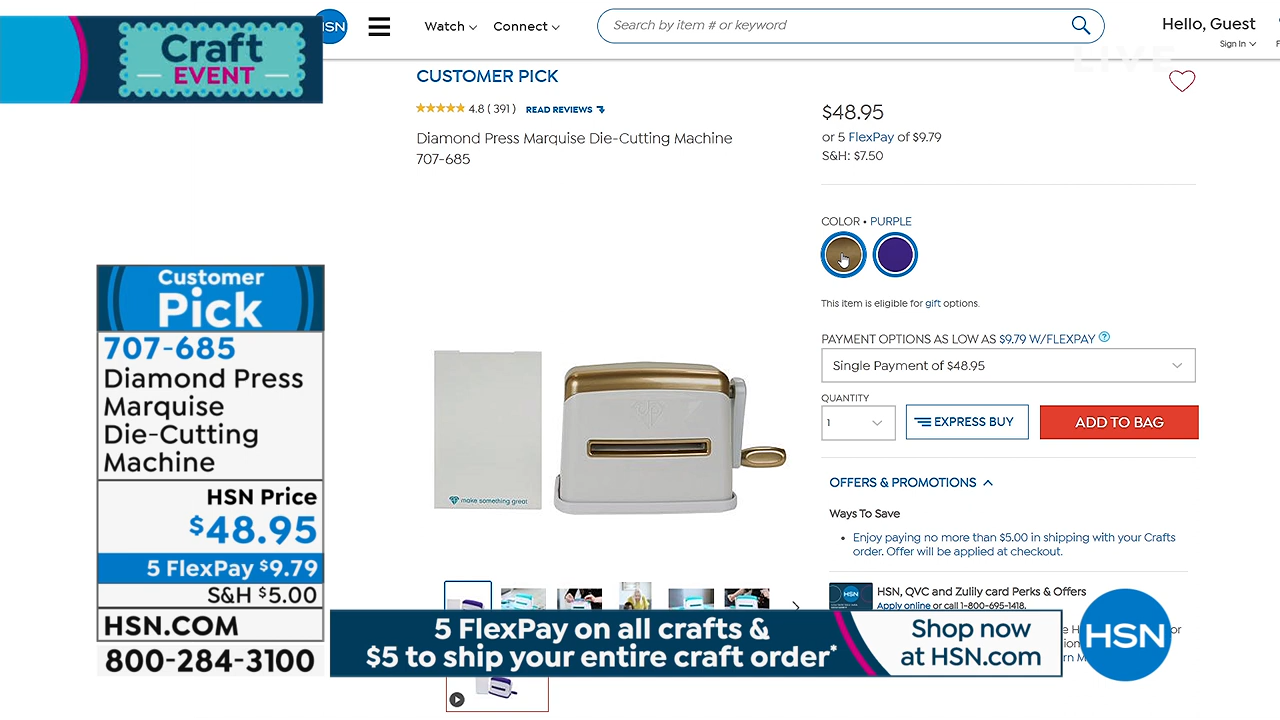 Craft
EVENT
HSN
Watch
Connect
Search by item # or keyword
Hello, Guest
Sign In
LIVE
CUSTOMER PICK
4.8 ( 391 ) READ REVIEWS
Diamond Press Marquise Die-Cutting Machine
707-685
$48.95
or 5 FlexPay of $9.79
S&H: $7.50
COLOR • PURPLE
This item is eligible for gift options.
PAYMENT OPTIONS AS LOW AS $9.79 W/FLEXPAY ?
Single Payment of $48.95
QUANTITY
1
EXPRESS BUY
ADD TO BAG
OFFERS & PROMOTIONS
Ways To Save
• Enjoy paying no more than $5.00 in shipping with your Crafts
order. Offer will be applied at checkout.
HSN
HSN, QVC and Zulily card Perks & Offers
Apply online or call 1-800-695-1418.
make something great
Customer
Pick
707-685
Diamond Press
Marquise
Die-Cutting
Machine
HSN Price
$48.95
5 FlexPay $9.79
S&H $5.00
HSN.COM
800-284-3100
5 FlexPay on all crafts &
$5 to ship your entire craft order*
Shop now
at HSN.com
HSN